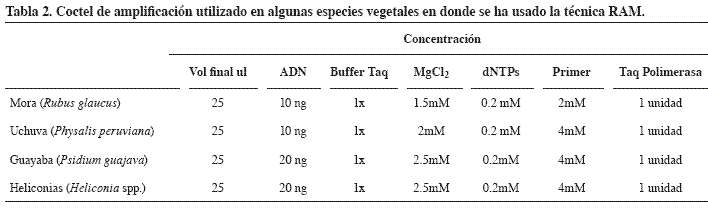 Tabla 2. Coctel de amplificación utilizado en algunas especies vegetales en donde se ha usado la técnica RAM.
Concentración
Vol final ul ADN Buffer Taq MgCl2 dNTPs Primer Taq Polimerasa
Mora (Rubus glaucus) 25 10 ng 1x 1.5mM 0.2 mM 2mM 1 unidad
Uchuva (Physalis peruviana) 25 10 ng 1x 2mM 0.2 mM 4mM 1 unidad
Guayaba (Psidium guajava) 25 20 ng 1x 2.5mM 0.2mM 4mM 1 unidad
Heliconias (Heliconia spp.) 25 20 ng 1x 2.5mM 0.2mM 4mM 1 unidad